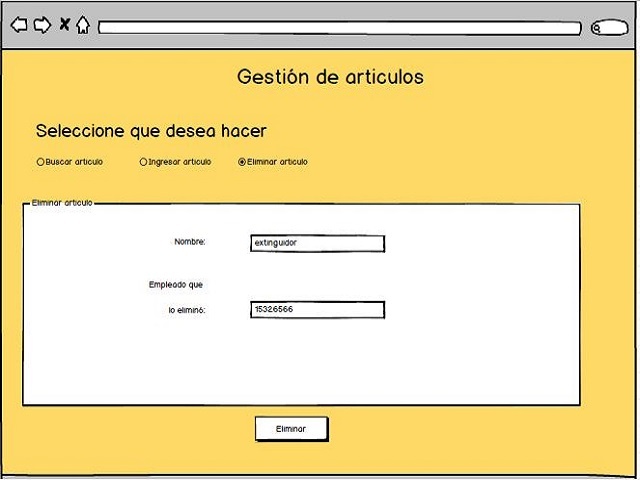 Gestión de articulos
Seleccione que desea hacer
Buscar articulo Ingresar articulo Eliminar articulo
Eliminar articulo
Nombre: extinguidor
Empleado que
lo eliminó: 15326566
Eliminar